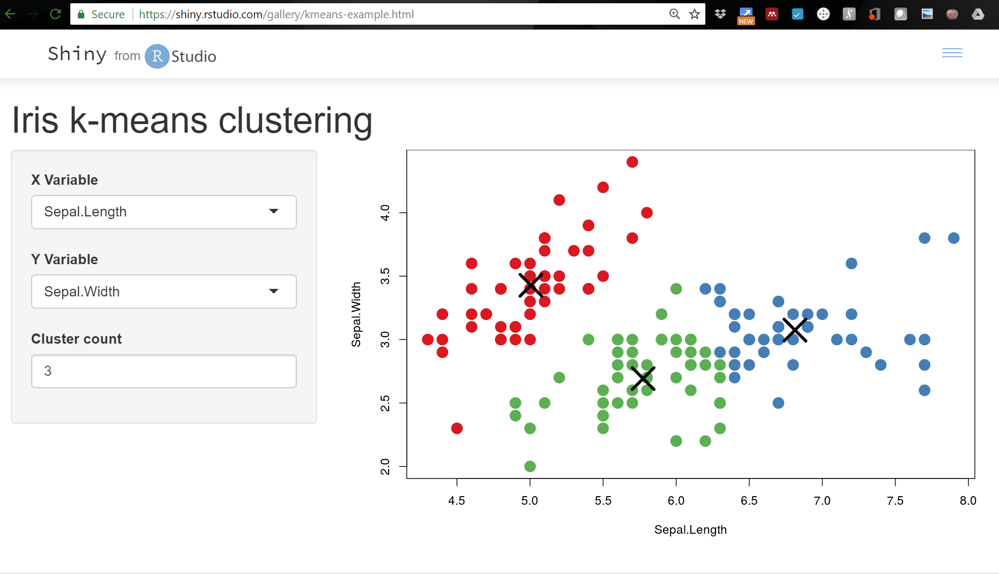 Secure https://shiny.rstudio.com/gallery/kmeans-example.html
NEW
Shiny from R Studio
Iris k-means clustering
X Variable
Sepal.Length
Y Variable
Sepal.Width
Cluster count
3
Sepal.Width
4.0
3.5
3.0
2.5
2.0
4.5 5.0 5.5 6.0 6.5 7.0 7.5 8.0
Sepal.Length